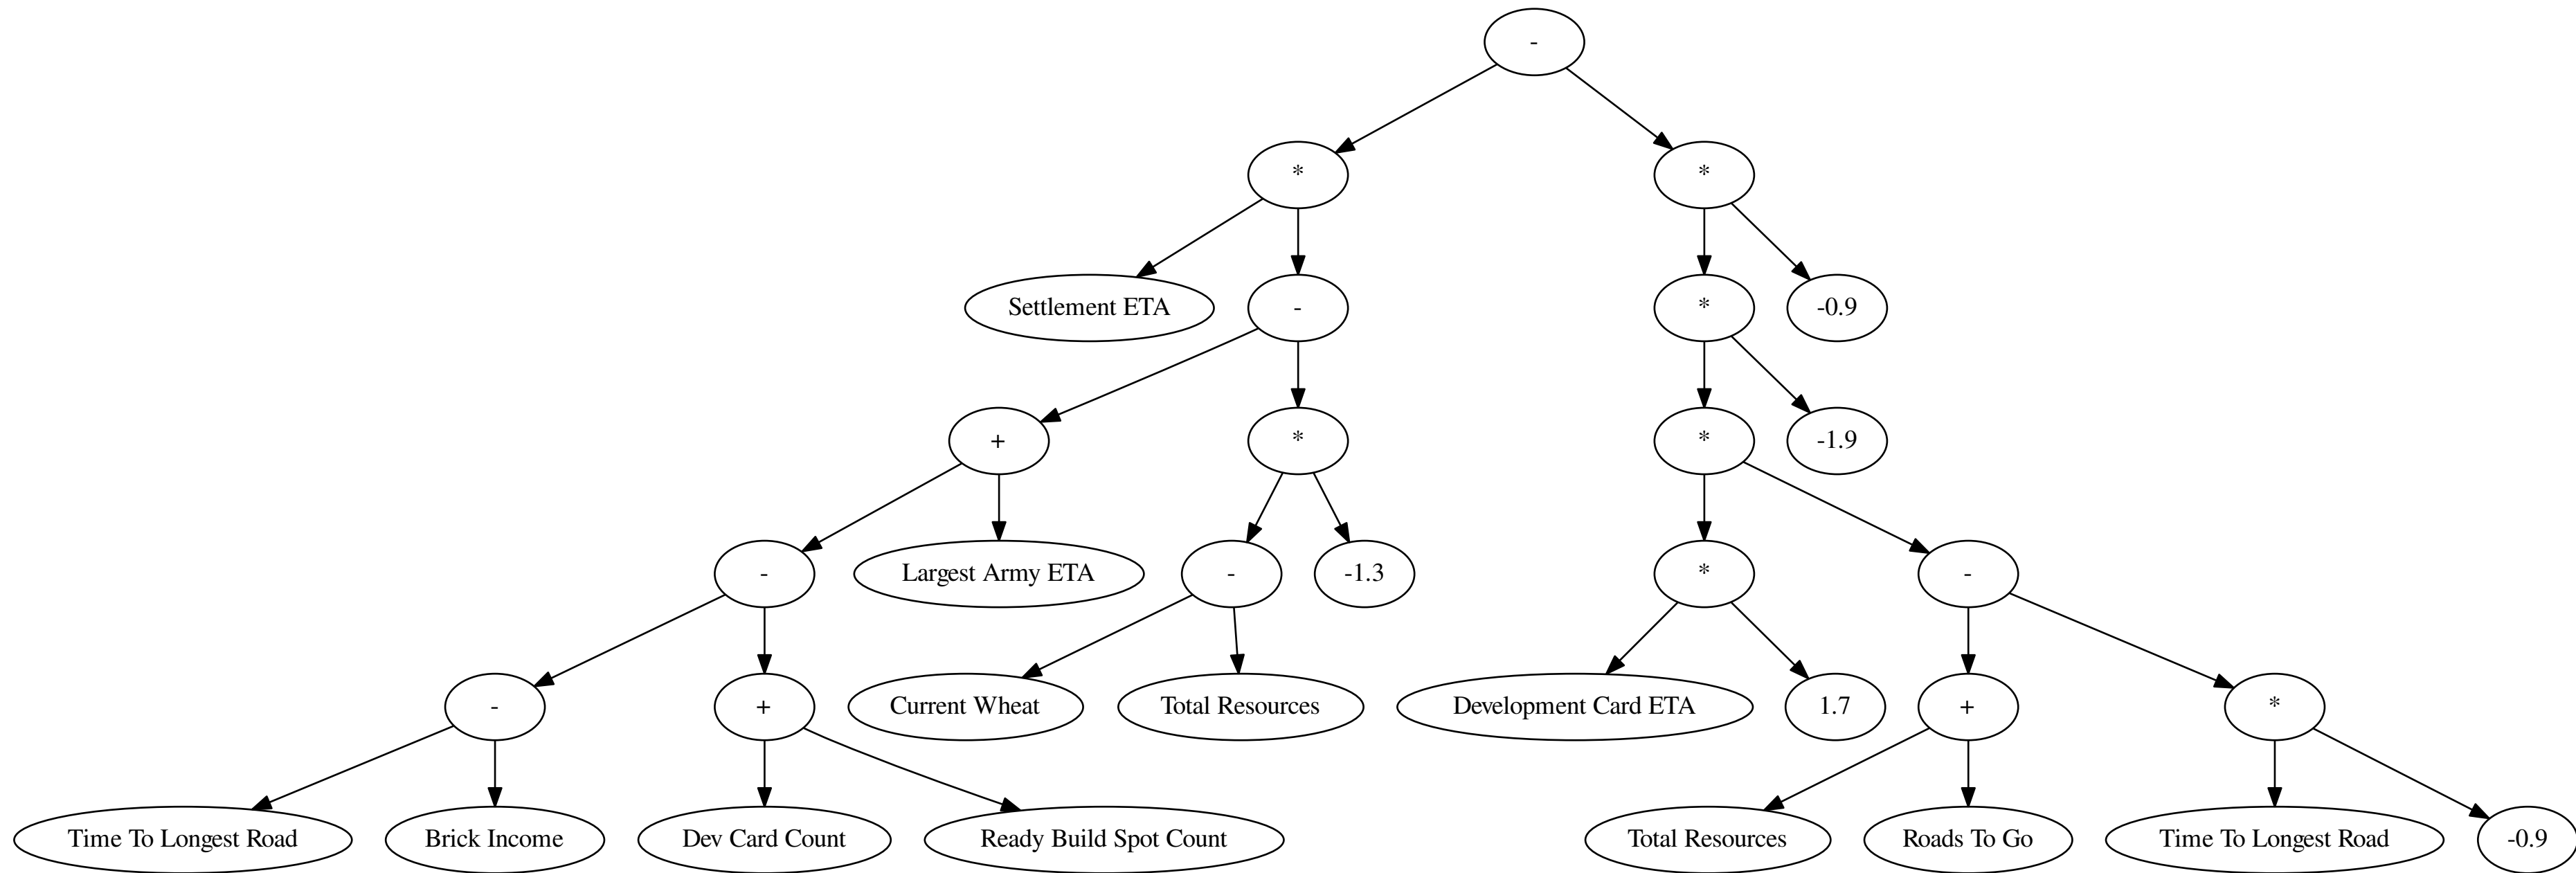 -
*
*
Settlement ETA
-
*
-0.9
+
*
*
-1.9
-
Largest Army ETA
-
-1.3
*
-
-
+
Current Wheat
Total Resources
Development Card ETA
1.7
+
*
Time To Longest Road
Brick Income
Dev Card Count
Ready Build Spot Count
Total Resources
Roads To Go
Time To Longest Road
-0.9